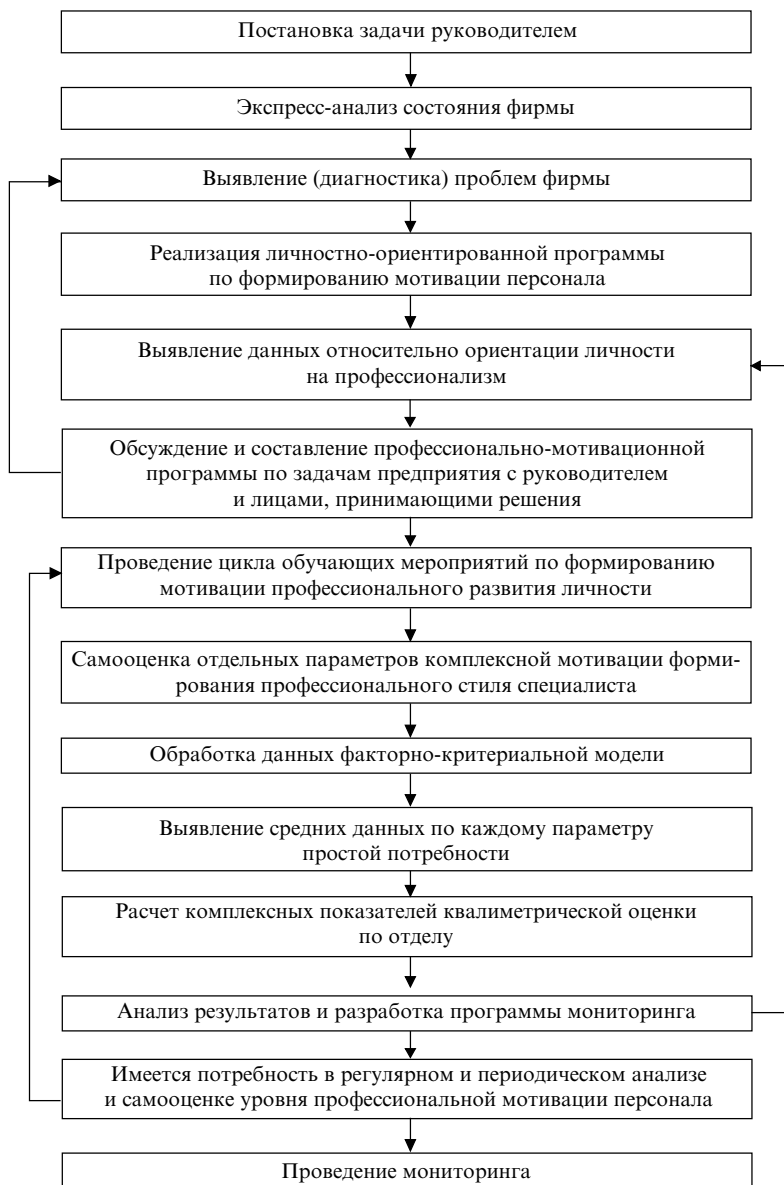 Постановка задачи руководителем
Экспресс-анализ состояния фирмы
Выявление (диагностика) проблем фирмы
Реализация личностно-ориентированной программы
по формированию мотивации персонала
Выявление данных относительно ориентации личности
на профессионализм
Обсуждение и составление профессионально-мотивационной
программы по задачам предприятия с руководителем
и лицами, принимающими решения
Проведение цикла обучающих мероприятий по формированию
мотивации профессионального развития личности
Самооценка отдельных параметров комплексной мотивации форми-
рования профессионального стиля специалиста
Обработка данных факторно-критериальной модели
Выявление средних данных по каждому параметру
простой потребности
Расчет комплексных показателей квалиметрической оценки
по отделу
Анализ результатов и разработка программы мониторинга
Имеется потребность в регулярном и периодическом анализе
и самооценке уровня профессиональной мотивации персонала
Проведение мониторинга